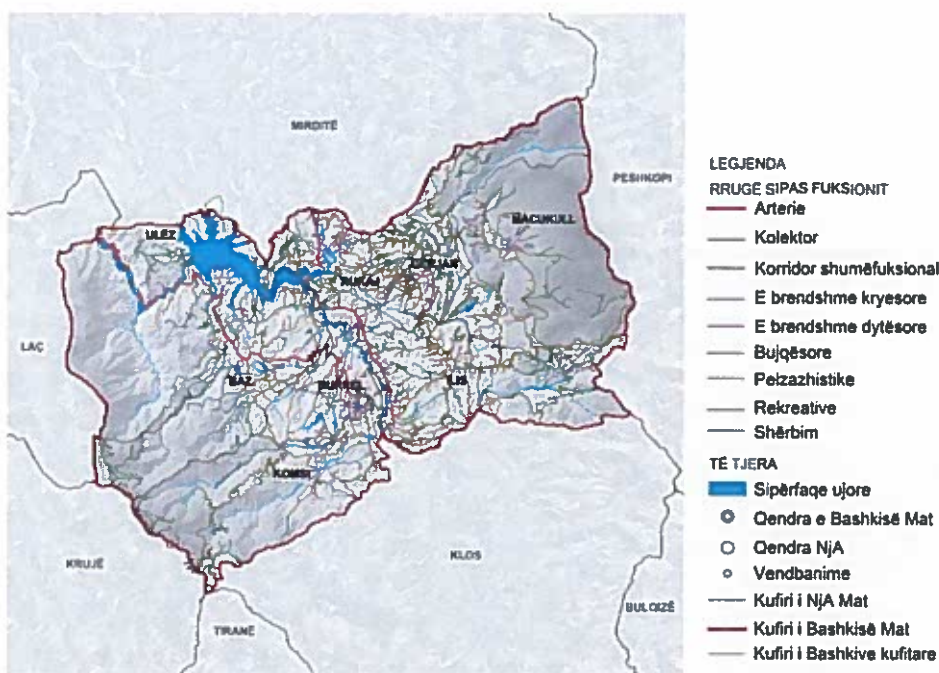 MIRDITË
PESHKOPI
MACUKULL
ULËZ
RUKAJ
LAÇ
BAZ
BURREL
LIS
KOMSI
KRUJË
KLOS
TIRANË
BULQIZË
LEGJENDA
RRUGË SIPAS FUKSIONIT
Arterie
Kolektor
Korridor shumëfuksional
E brendshme kryesore
E brendshme dytësore
Bujqësore
Peizazhistike
Rekreative
Shërbim
TË TJERA
Sipërfaqe ujore
Qendra e Bashkisë Mat
Qendra NjA
Vendbanime
Kufiri i NjA Mat
Kufiri i Bashkisë Mat
Kufiri i Bashkive kufitare